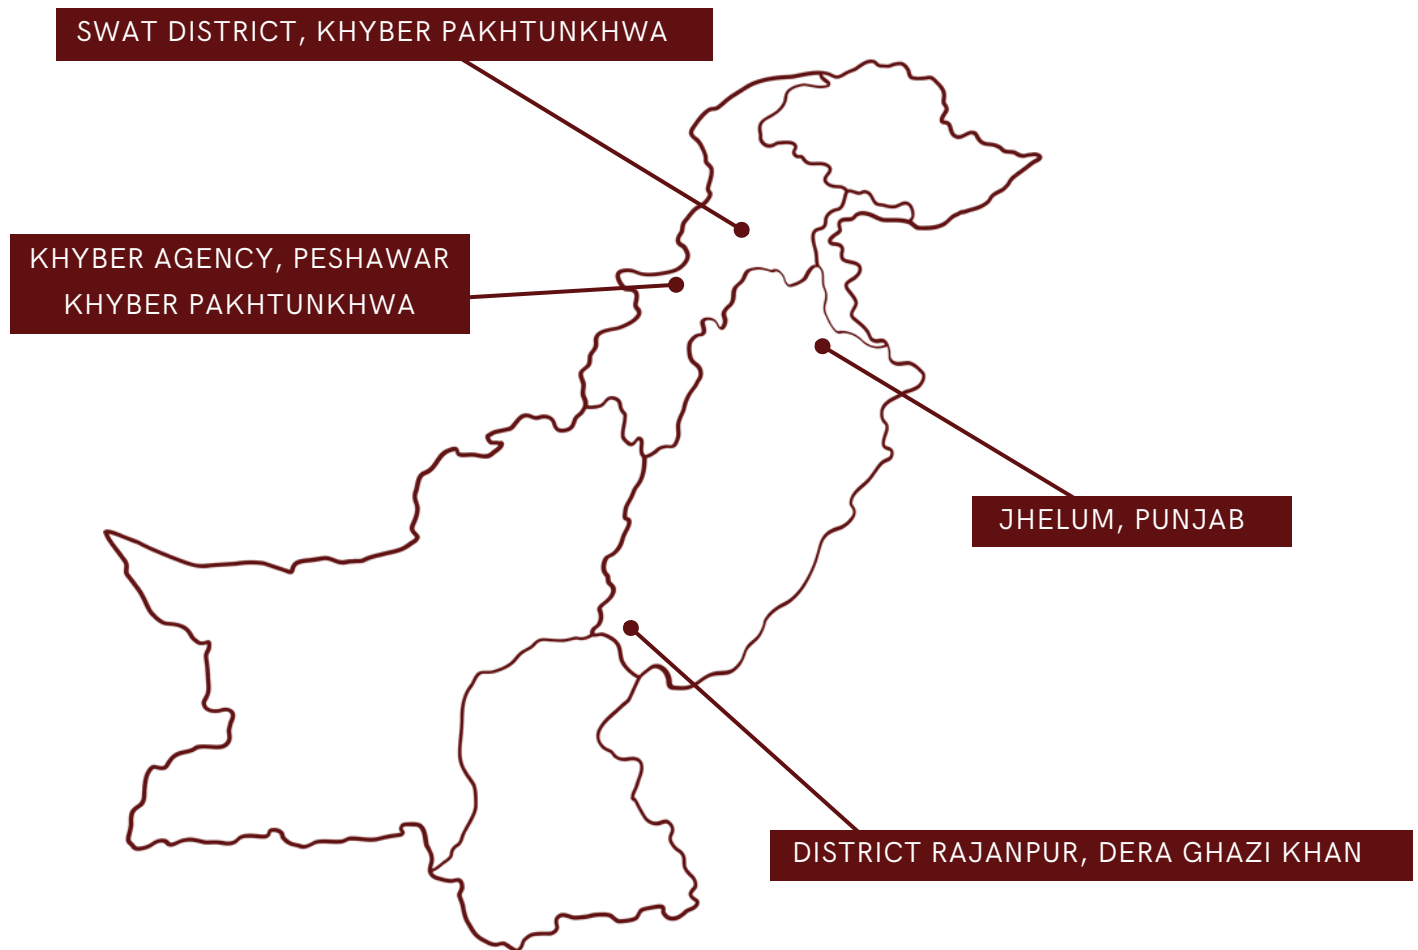 SWAT DISTRICT, KHYBER PAKHTUNKHWA
KHYBER AGENCY, PESHAWAR
KHYBER PAKHTUNKHWA
JHELUM, PUNJAB
DISTRICT RAJANPUR, DERA GHAZI KHAN